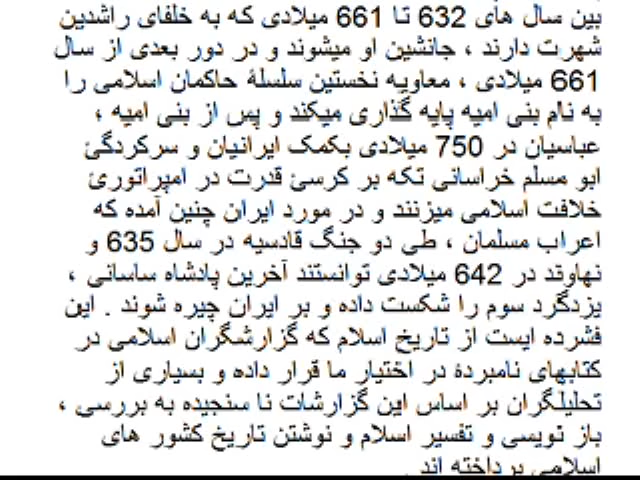 بین سال های 632 تا 661 میلادی که به خلفای راشدین
شهرت دارند ، جانشین او میشوند و در دور بعدی از سال
661 میلادی ، معاویه نخستین سلسلۀ حاکمان اسلامی را
به نام بنی امیه پایه گذاری میکند و پس از بنی امیه ،
عباسیان در 750 میلادی بکمک ایرانیان و سرکردگئ
ابو مسلم خراسانی تکه بر کرسئ قدرت در امپراتورئ
خلافت اسلامی میزنند و در مورد ایران چنین آمده که
اعراب مسلمان ، طی دو جنگ قادسیه در سال 635 و
نهاوند در 642 میلادی توانستند آخرین پادشاه ساسانی ،
یزدگرد سوم را شکست داده و بر ایران چیره شوند . این
فشرده ایست از تاریخ اسلام که گزارشگران اسلامی در
کتابهای نامبردۀ در اختیار ما قرار داده و بسیاری از
تحلیلگران بر اساس این گزارشات نا سنجیده به بررسی ،
باز نویسی و تفسیر اسلام و نوشتن تاریخ کشور های
اسلامی پرداخته اند .